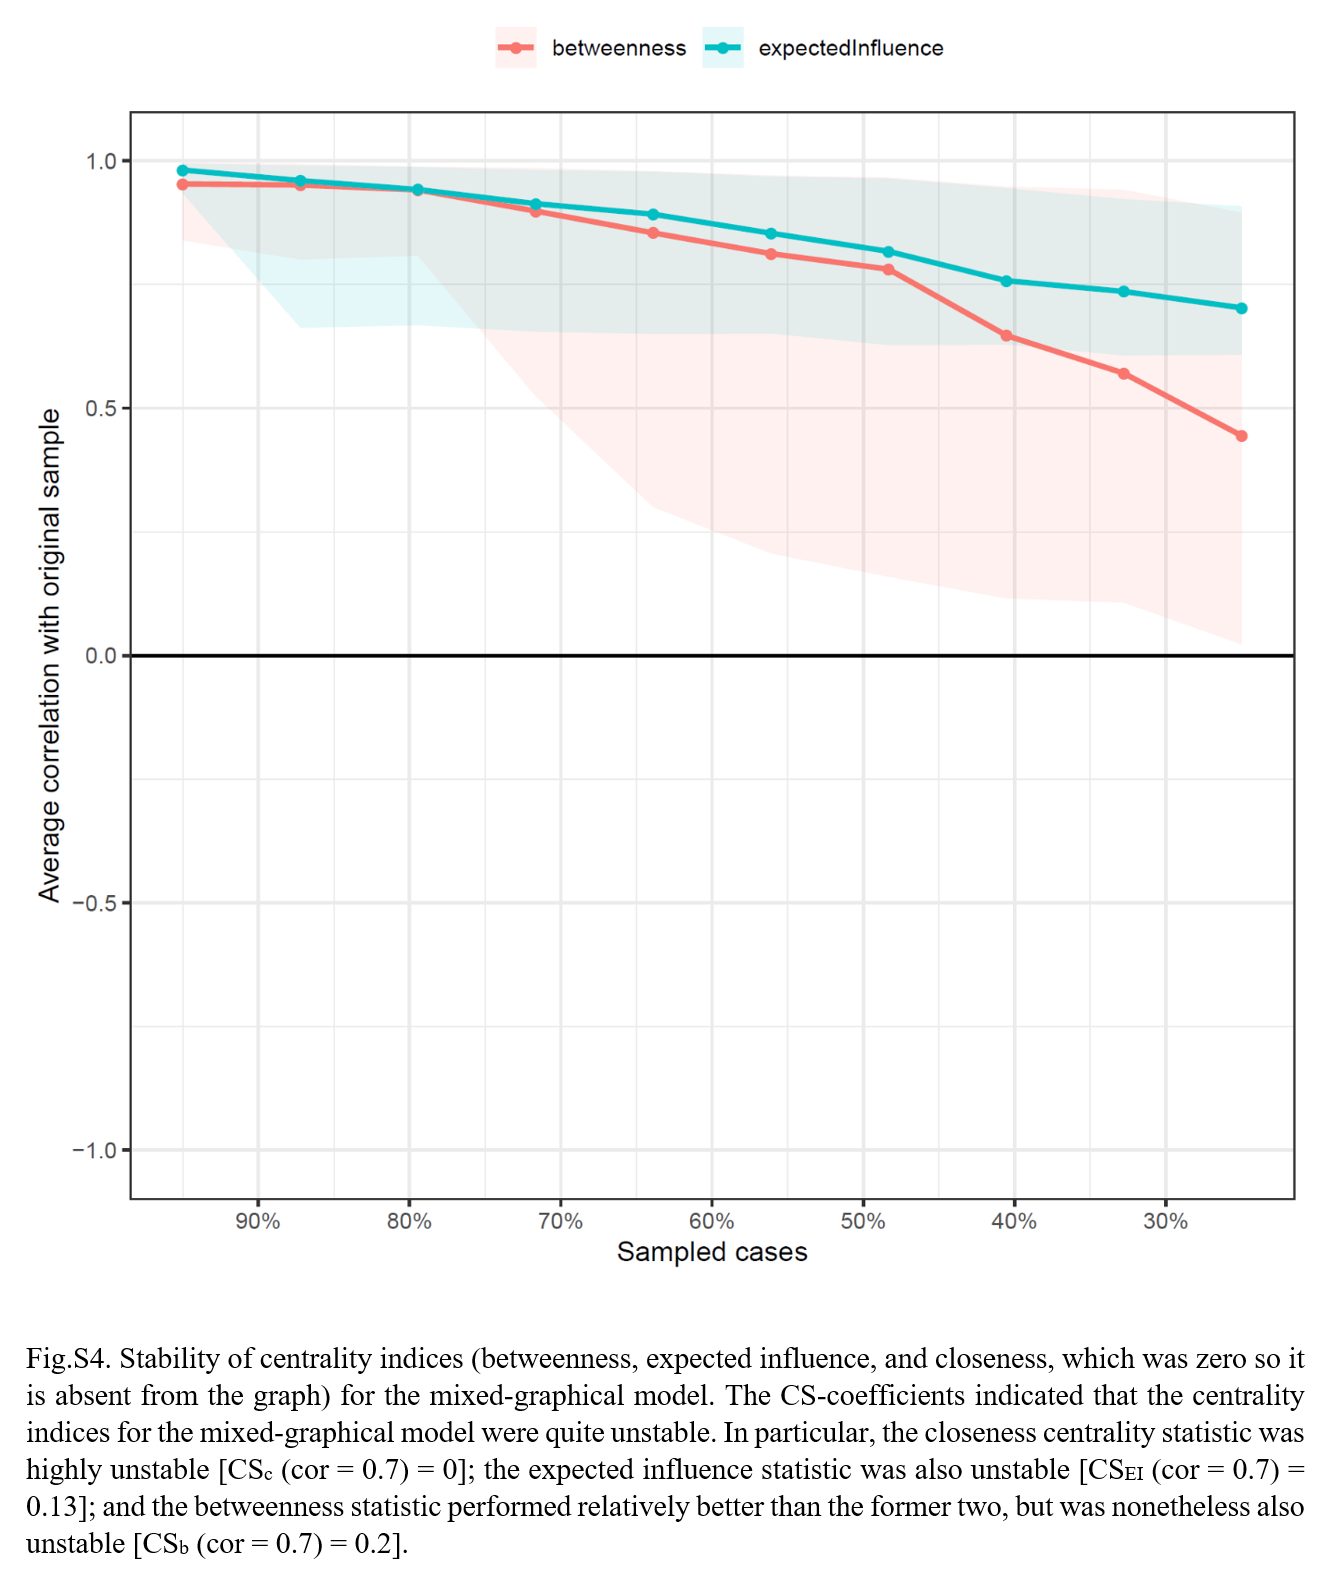 betweenness expectedInfluence
1.0
0.5
0.0
−0.5
−1.0
Average correlation with original sample
90% 80% 70% 60% 50% 40% 30%
Sampled cases
Fig.S4. Stability of centrality indices (betweenness, expected influence, and closeness, which was zero so it
is absent from the graph) for the mixed-graphical model. The CS-coefficients indicated that the centrality
indices for the mixed-graphical model were quite unstable. In particular, the closeness centrality statistic was
highly unstable [CSc (cor = 0.7) = 0]; the expected influence statistic was also unstable [CSEI (cor = 0.7) =
0.13]; and the betweenness statistic performed relatively better than the former two, but was nonetheless also
unstable [CSb (cor = 0.7) = 0.2].